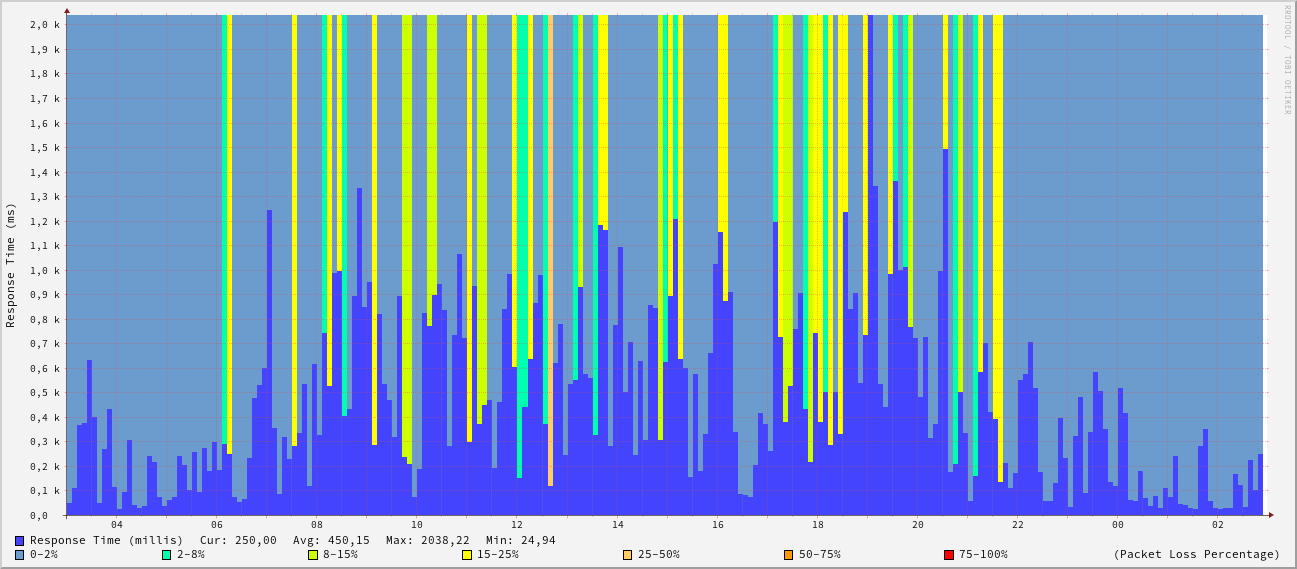 RRDTOOL / TOBI OETIKER
Response Time (ms)
2,0 k
1,9 k
1,8 k
1,7 k
1,6 k
1,5 k
1,4 k
1,3 k
1,2 k
1,1 k
1,0 k
0,9 k
0,8 k
0,7 k
0,6 k
0,5 k
0,4 k
0,3 k
0,2 k
0,1 k
0,0
04 06 08 10 12 14 16 18 20 22 00 02
Response Time (millis) Cur: 250,00 Avg: 450,15 Max: 2038,22 Min: 24,94
0-2% 2-8% 8-15% 15-25% 25-50% 50-75% 75-100% (Packet Loss Percentage)